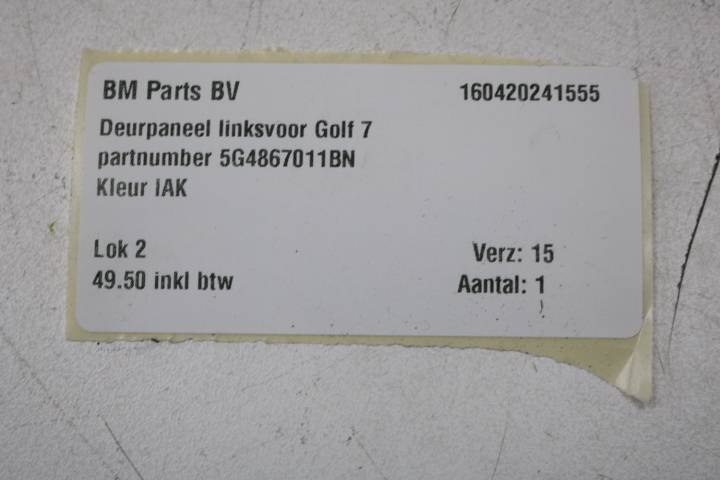 BM Parts BV 160420241555
Deurpaneel linksvoor Golf 7
partnumber 5G4867011BN
Kleur IAK
Lok 2 Verz: 15
49.50 inkl btw Aantal: 1